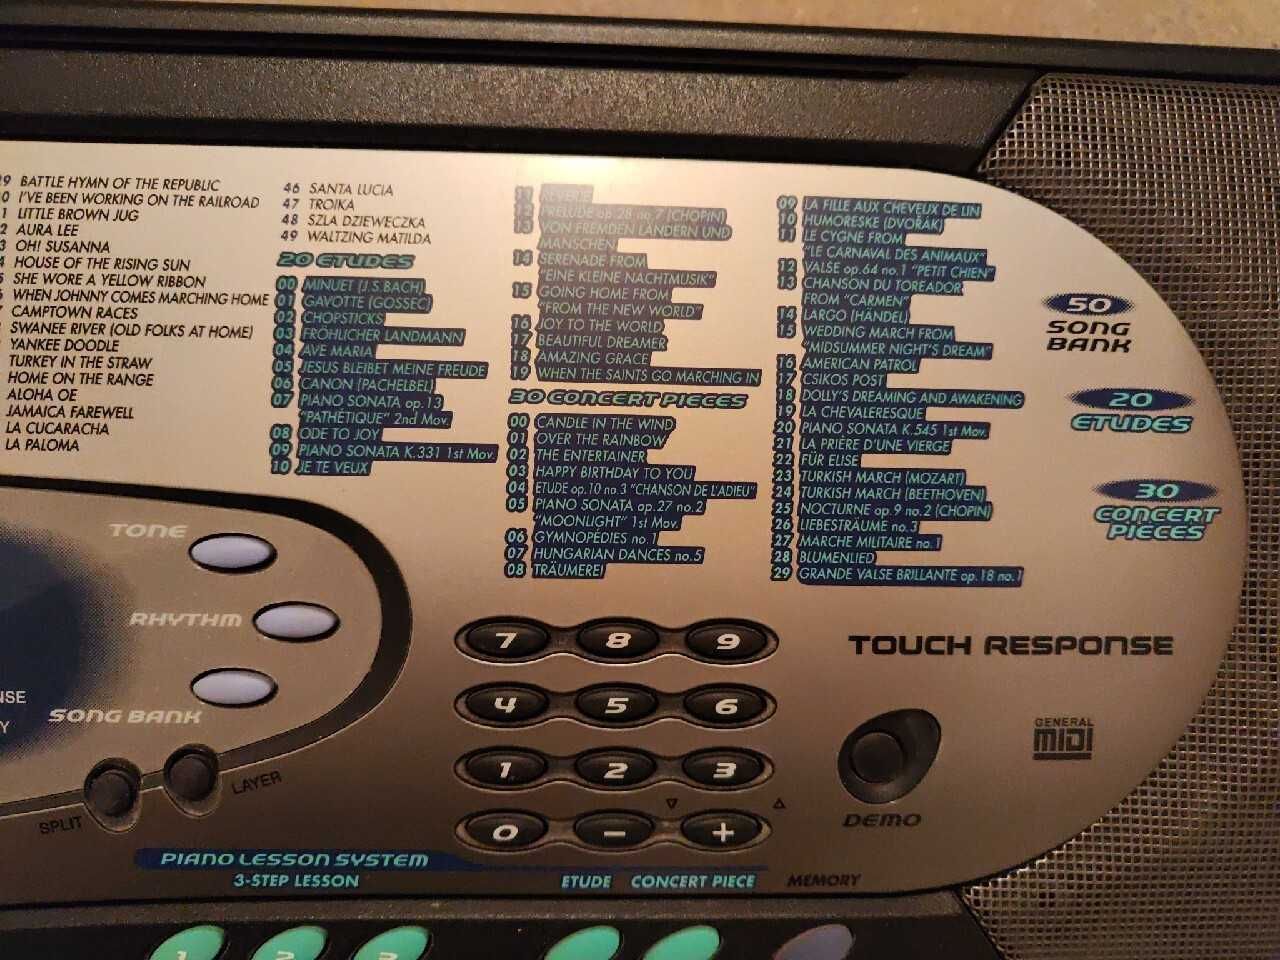 BATTLE HYMN OF THE REPUBLIC
I'VE BEEN WORKING ON THE RAILROAD
LITTLE BROWN JUG
AURA LEE
OH! SUSANNA
HOUSE OF THE RISING SUN
SHE WORE A YELLOW RIBBON
WHEN JOHNNY COMES MARCHING HOME
CAMPTOWN RACES
SWANEE RIVER (OLD FOLKS AT HOME)
YANKEE DOODLE
TURKEY IN THE STRAW
HOME ON THE RANGE
ALOHA OE
JAMAICA FAREWELL
LA CUCARACHA
LA PALOMA
46 SANTA LUCIA
47 TROIKA
48 SZLA DZIEWECZKA
49 WALTZING MATILDA
20 ETUDES
00 MINUET (J.S.BACH)
01 GAVOTTE (GOSSEC)
02 CHOPSTICKS
03 FRÖHLICHER LANDMANN
04 AVE MARIA
05 JESUS BLEIBET MEINE FREUDE
06 CANON (PACHELBEL)
07 PIANO SONATA op.13
"PATHÉTIQUE" 2nd Mov.
08 ODE TO JOY
09 PIANO SONATA K.331 1st Mov.
10 JE TE VEUX
11 REVERIE
12 PRELUDE op.28 no.7 (CHOPIN)
13 VON FREMDEN LÄNDERN UND
MANSCHEN
14 SERENADE FROM
"EINE KLEINE NACHTMUSIK"
15 GOING HOME FROM
"FROM THE NEW WORLD"
16 JOY TO THE WORLD
17 BEAUTIFUL DREAMER
18 AMAZING GRACE
19 WHEN THE SAINTS GO MARCHING IN
30 CONCERT PIECES
00 CANDLE IN THE WIND
01 OVER THE RAINBOW
02 THE ENTERTAINER
03 HAPPY BIRTHDAY TO YOU
04 ETUDE op.10 no.3 "CHANSON DE L'ADIEU"
05 PIANO SONATA op.27 no.2
"MOONLIGHT" 1st Mov.
06 GYMNOPÉDIES no.1
07 HUNGARIAN DANCES no.5
08 TRÄUMEREI
09 LA FILLE AUX CHEVEUX DE LIN
10 HUMORESKE (DVOŘÁK)
11 LE CYGNE FROM
"LE CARNAVAL DES ANIMAUX"
12 VALSE op.64 no.1 "PETIT CHIEN"
13 CHANSON DU TOREADOR
FROM "CARMEN"
14 LARGO (HÄNDEL)
15 WEDDING MARCH FROM
"MIDSUMMER NIGHT'S DREAM"
16 AMERICAN PATROL
17 CSIKOS POST
18 DOLLY'S DREAMING AND AWAKENING
19 LA CHEVALERESQUE
20 PIANO SONATA K.545 1st Mov.
21 LA PRIÈRE D'UNE VIERGE
22 FÜR ELISE
23 TURKISH MARCH (MOZART)
24 TURKISH MARCH (BEETHOVEN)
25 NOCTURNE op.9 no.2 (CHOPIN)
26 LIEBESTRÄUME no.3
27 MARCHE MILITAIRE no.1
28 BLUMENLIED
29 GRANDE VALSE BRILLANTE op.18 no.1
50
SONG
BANK
20
ETUDES
30
CONCERT
PIECES
TONE
RHYTHM
SONG BANK
SPLIT
LAYER
7 8 9
4 5 6
1 2 3
0 − +
TOUCH RESPONSE
GENERAL
MIDI
DEMO
PIANO LESSON SYSTEM
3-STEP LESSON
ETUDE
CONCERT PIECE
MEMORY
1 2 3